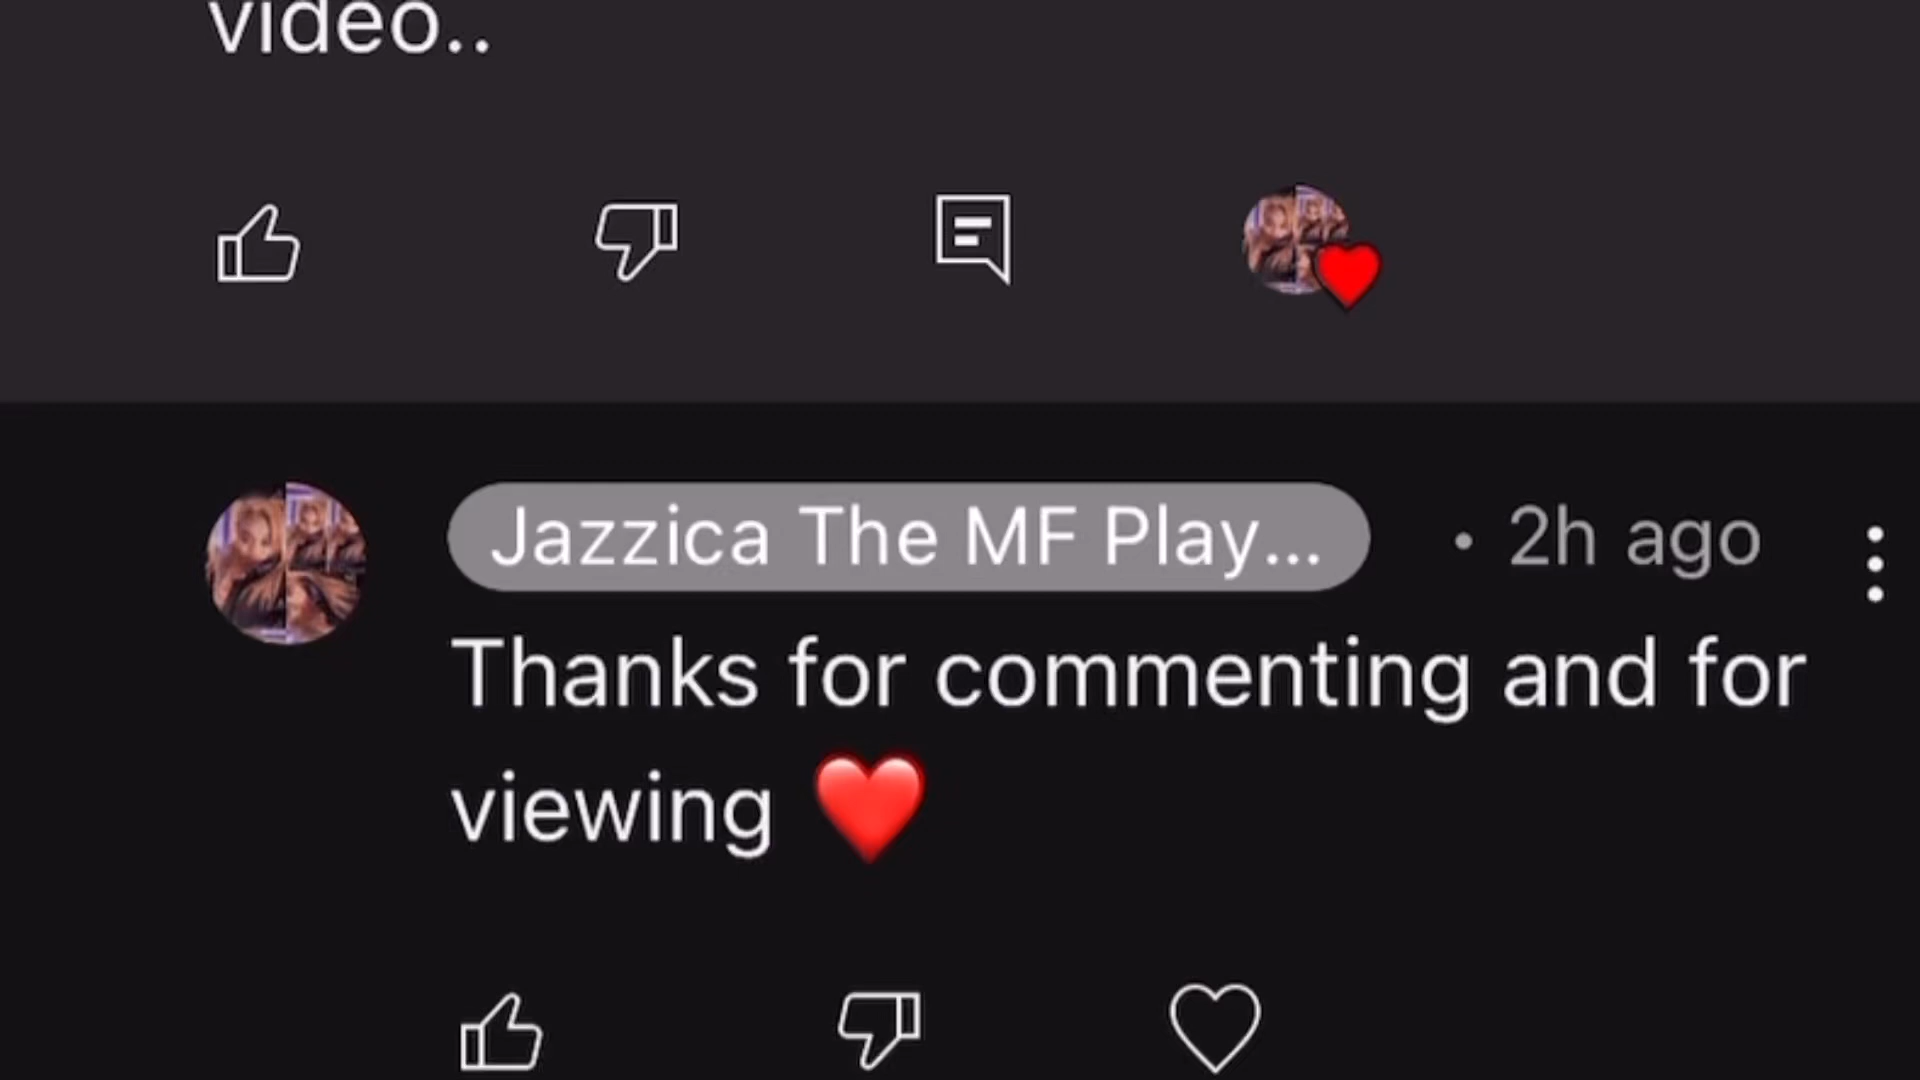 video..
Jazzica The MF Play... • 2h ago
Thanks for commenting and for
viewing ❤️